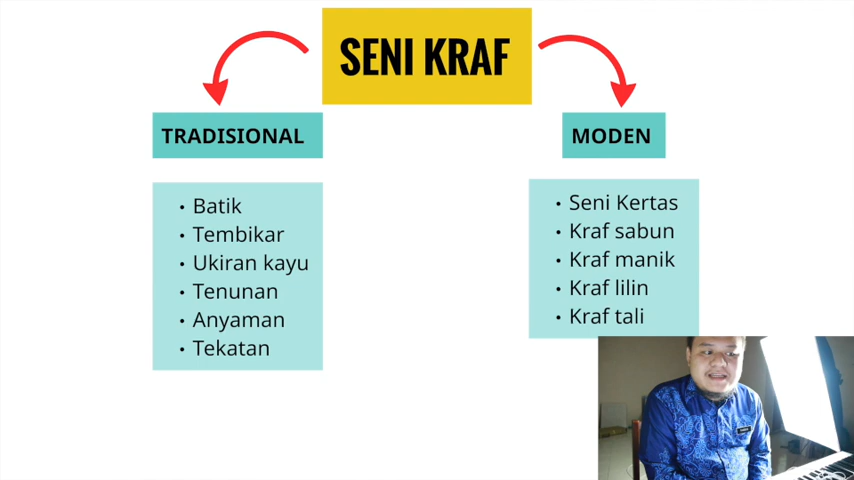 SENI KRAF
TRADISIONAL
• Batik
• Tembikar
• Ukiran kayu
• Tenunan
• Anyaman
• Tekatan
MODEN
• Seni Kertas
• Kraf sabun
• Kraf manik
• Kraf lilin
• Kraf tali